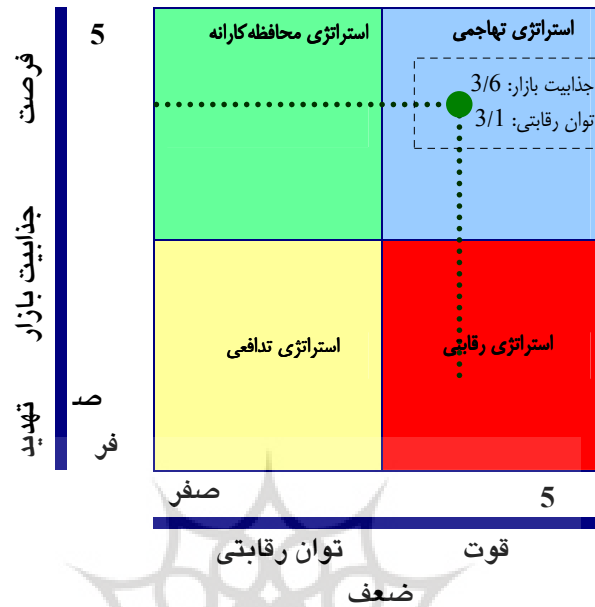 5
استراتژی محافظه‌کارانه
استراتژی تهاجمی
جذابیت بازار: 3/6
توان رقابتی: 3/1
استراتژی تدافعی
استراتژی رقابتی
فرصت
جذابیت بازار
تهدید
ص
فر
صفر
5
توان رقابتی
قوت
ضعف